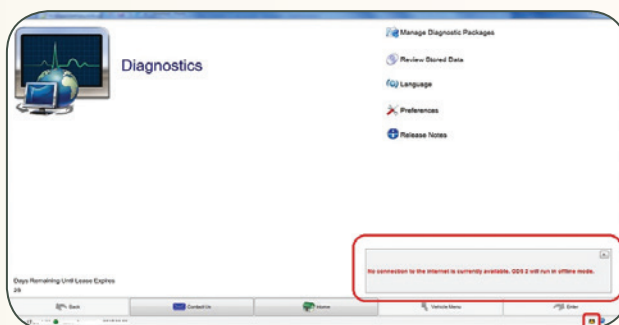 Manage Diagnostic Packages
Diagnostics
Review Stored Data
Language
Preferences
Release Notes
No connection to the internet is currently available. GDS 2 will run in offline mode.
Days Remaining Until Lease Expires
Back
Contact Us
Home
Vehicle Menu
Enter